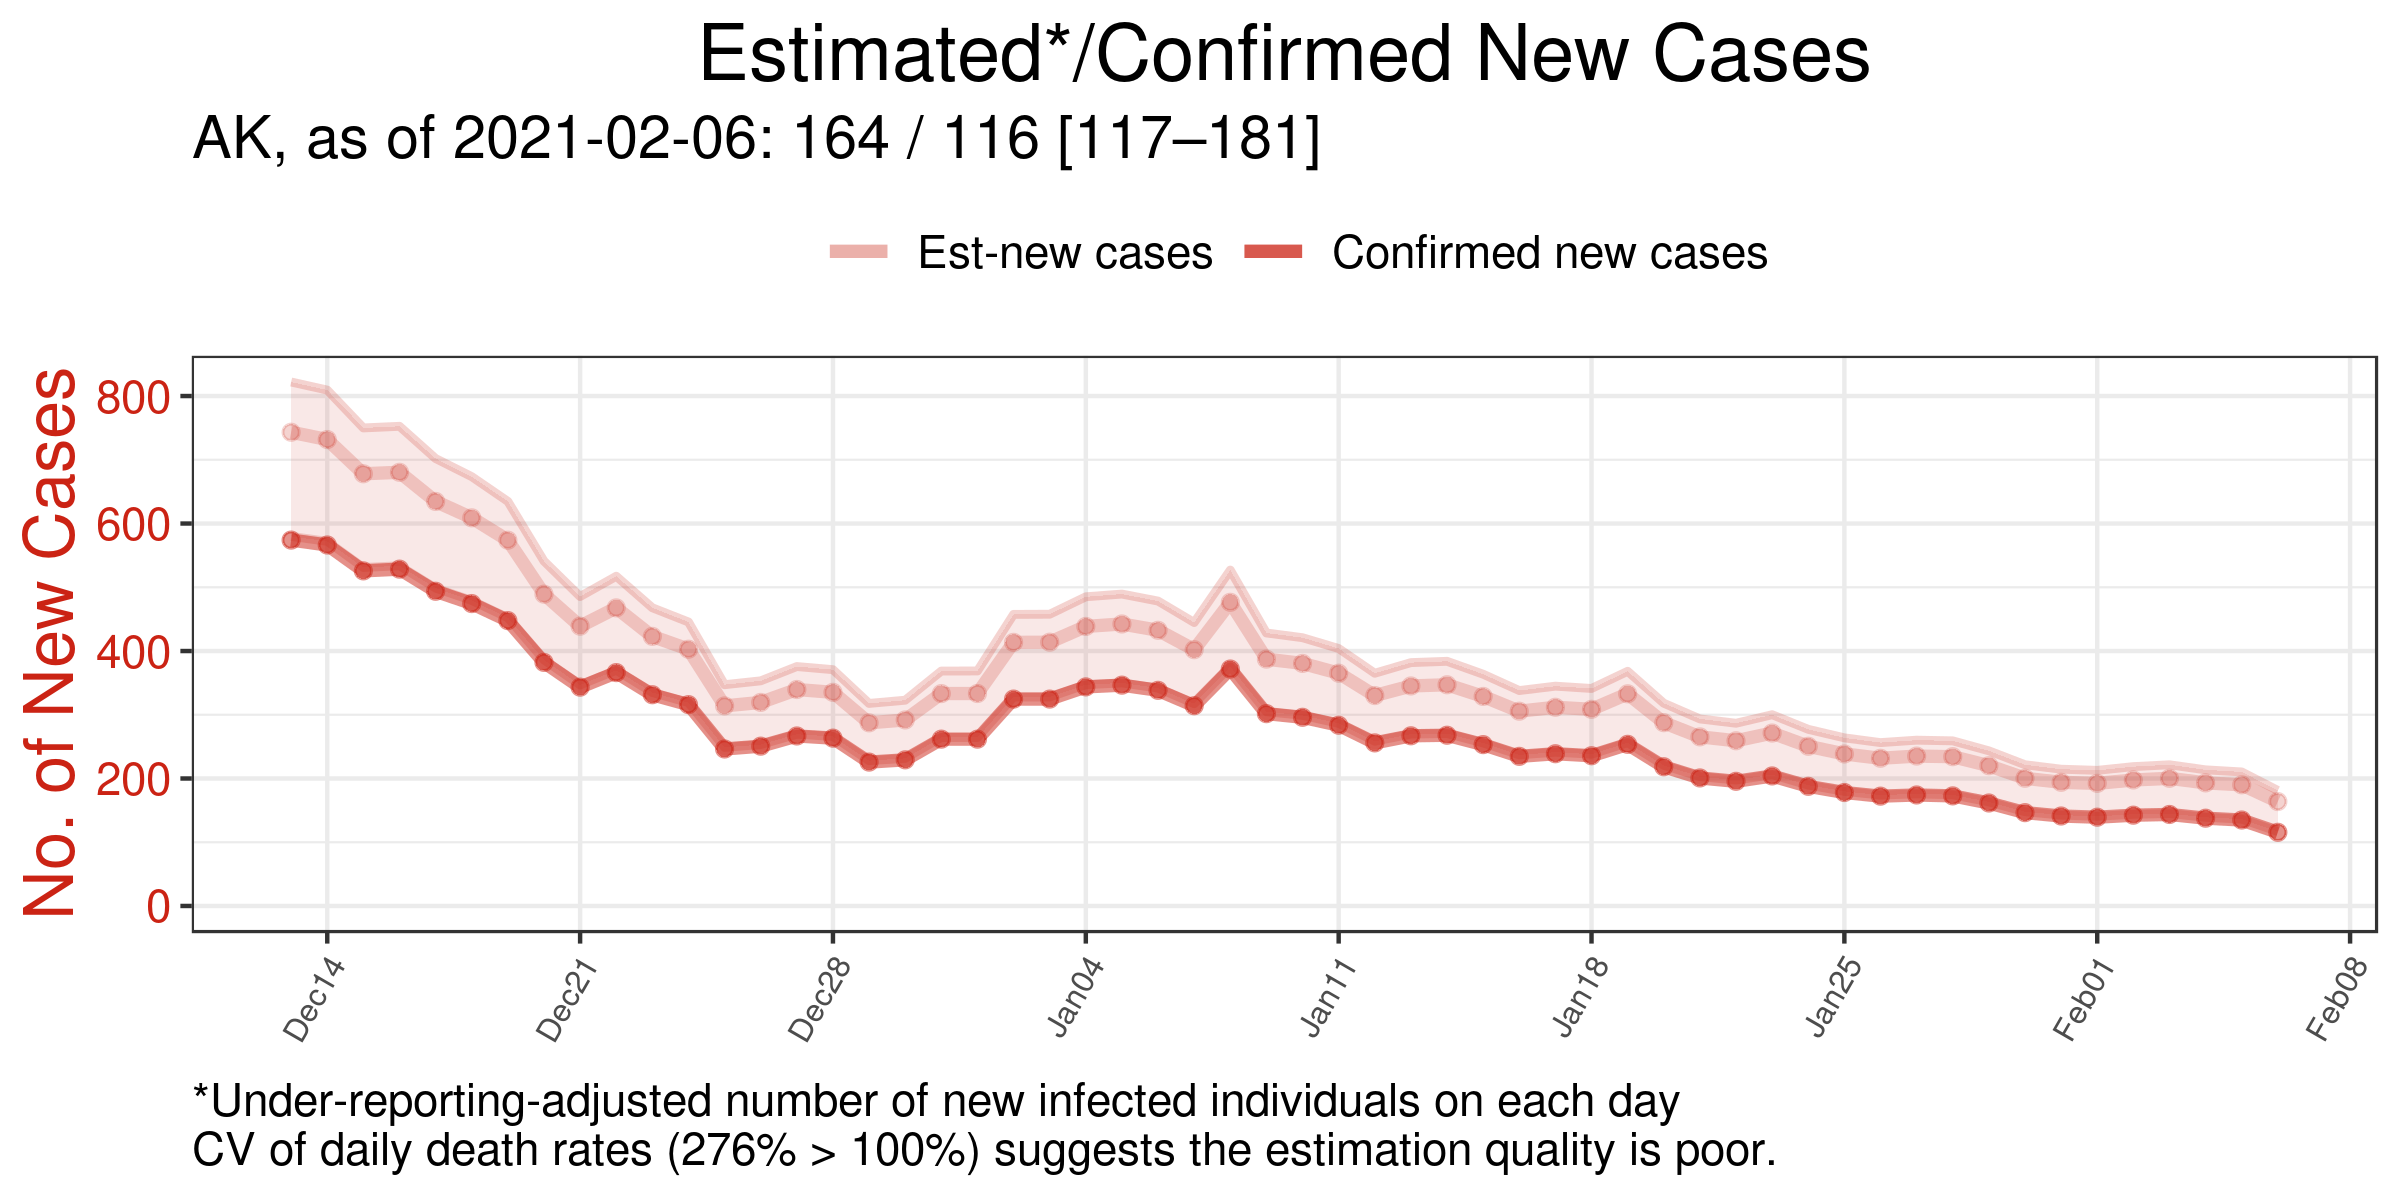 Estimated*/Confirmed New Cases
AK, as of 2021-02-06: 164 / 116 [117–181]
Est-new cases
Confirmed new cases
No. of New Cases
800
600
400
200
0
Dec14
Dec21
Dec28
Jan04
Jan11
Jan18
Jan25
Feb01
Feb08
*Under-reporting-adjusted number of new infected individuals on each day
CV of daily death rates (276% > 100%) suggests the estimation quality is poor.